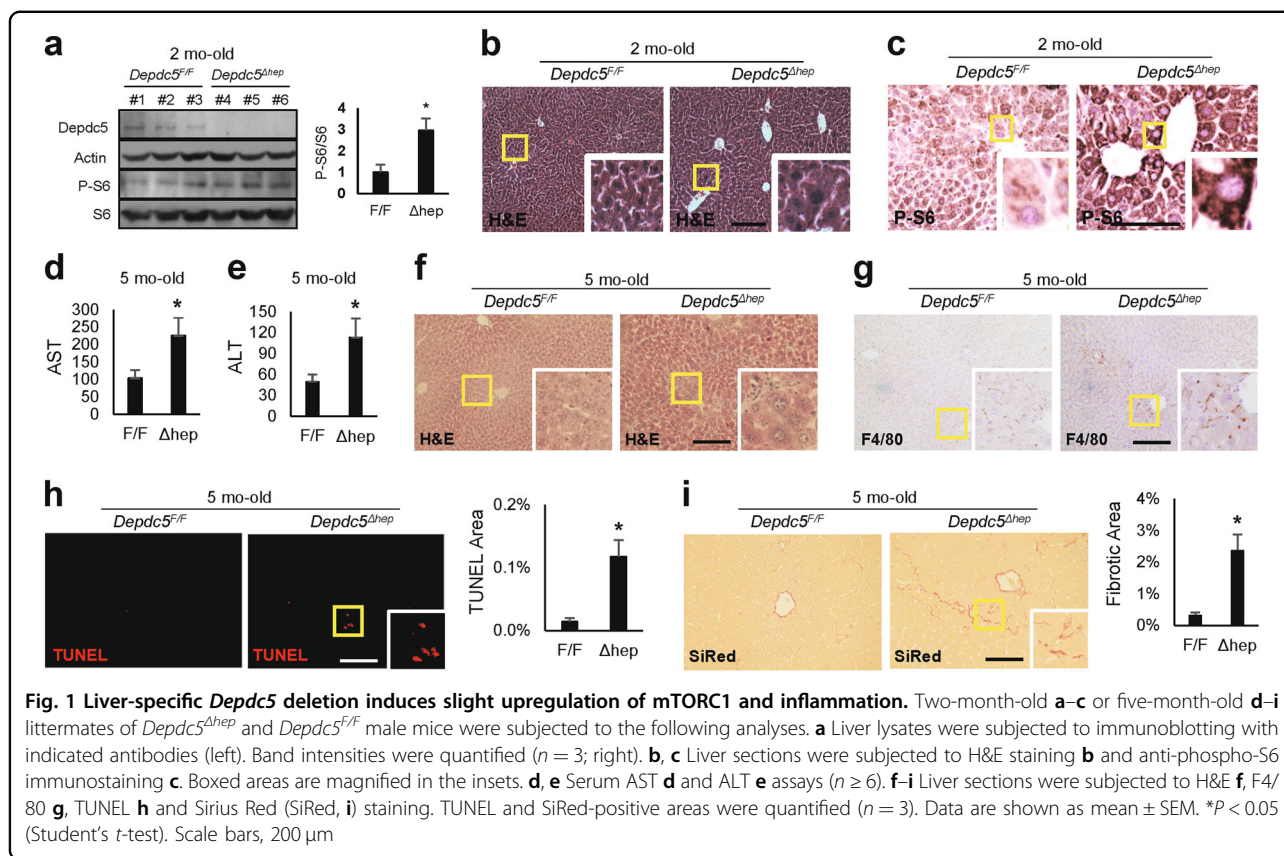 a
2 mo-old
Depdc5F/F Depdc5Δhep
#1 #2 #3 #4 #5 #6
Depdc5
Actin
P-S6
S6
P-S6/S6
4
3
2
1
0
*
F/F Δhep
b
2 mo-old
Depdc5F/F Depdc5Δhep
H&E H&E
c
2 mo-old
Depdc5F/F Depdc5Δhep
P-S6 P-S6
d
5 mo-old
AST
300
250
200
150
100
50
0
*
F/F Δhep
e
5 mo-old
ALT
150
120
90
60
30
0
*
F/F Δhep
f
5 mo-old
Depdc5F/F Depdc5Δhep
H&E H&E
g
5 mo-old
Depdc5F/F Depdc5Δhep
F4/80 F4/80
h
5 mo-old
Depdc5F/F Depdc5Δhep
TUNEL TUNEL
TUNEL Area
0.2%
0.1%
0.0%
*
F/F Δhep
i
5 mo-old
Depdc5F/F Depdc5Δhep
SiRed SiRed
Fibrotic Area
4%
3%
2%
1%
0%
*
F/F Δhep
Fig. 1 Liver-specific Depdc5 deletion induces slight upregulation of mTORC1 and inflammation. Two-month-old a–c or five-month-old d–i
littermates of Depdc5Δhep and Depdc5F/F male mice were subjected to the following analyses. a Liver lysates were subjected to immunoblotting with
indicated antibodies (left). Band intensities were quantified (n = 3; right). b, c Liver sections were subjected to H&E staining b and anti-phospho-S6
immunostaining c. Boxed areas are magnified in the insets. d, e Serum AST d and ALT e assays (n ≥ 6). f–i Liver sections were subjected to H&E f, F4/
80 g, TUNEL h and Sirius Red (SiRed, i) staining. TUNEL and SiRed-positive areas were quantified (n = 3). Data are shown as mean ± SEM. *P < 0.05
(Student's t-test). Scale bars, 200 μm